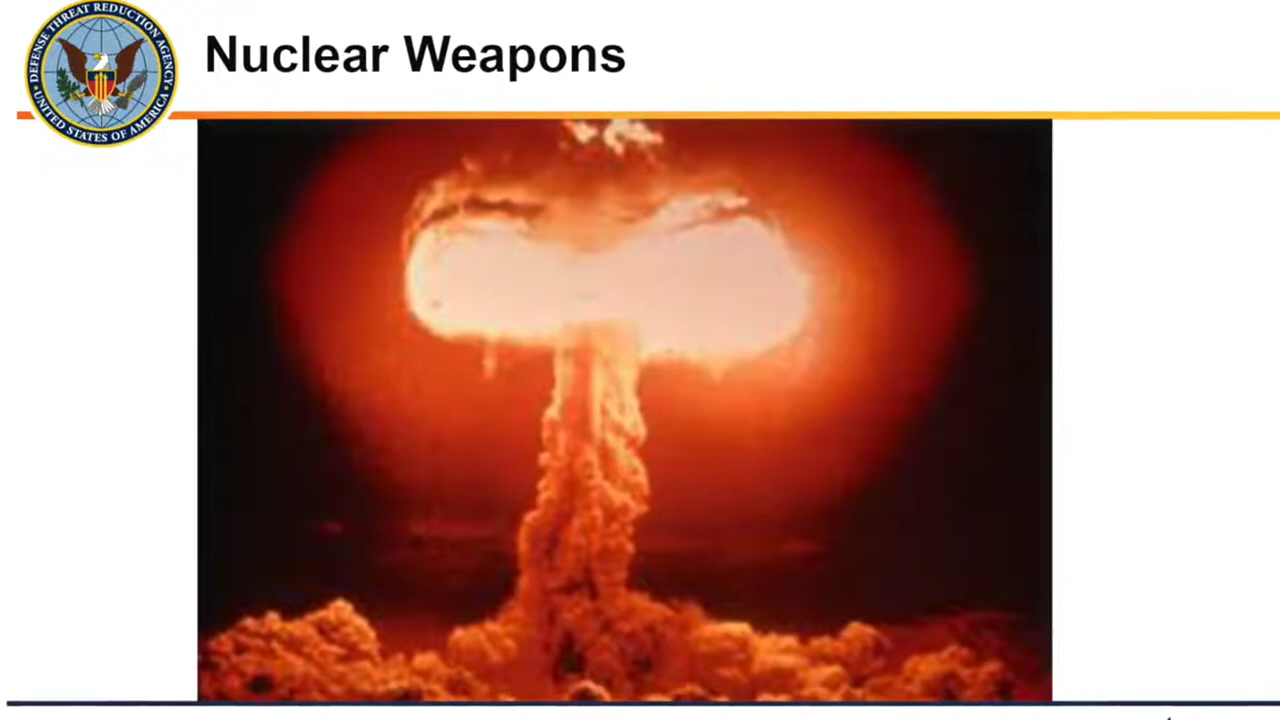 DEFENSE THREAT REDUCTION AGENCY
UNITED STATES OF AMERICA
Nuclear Weapons